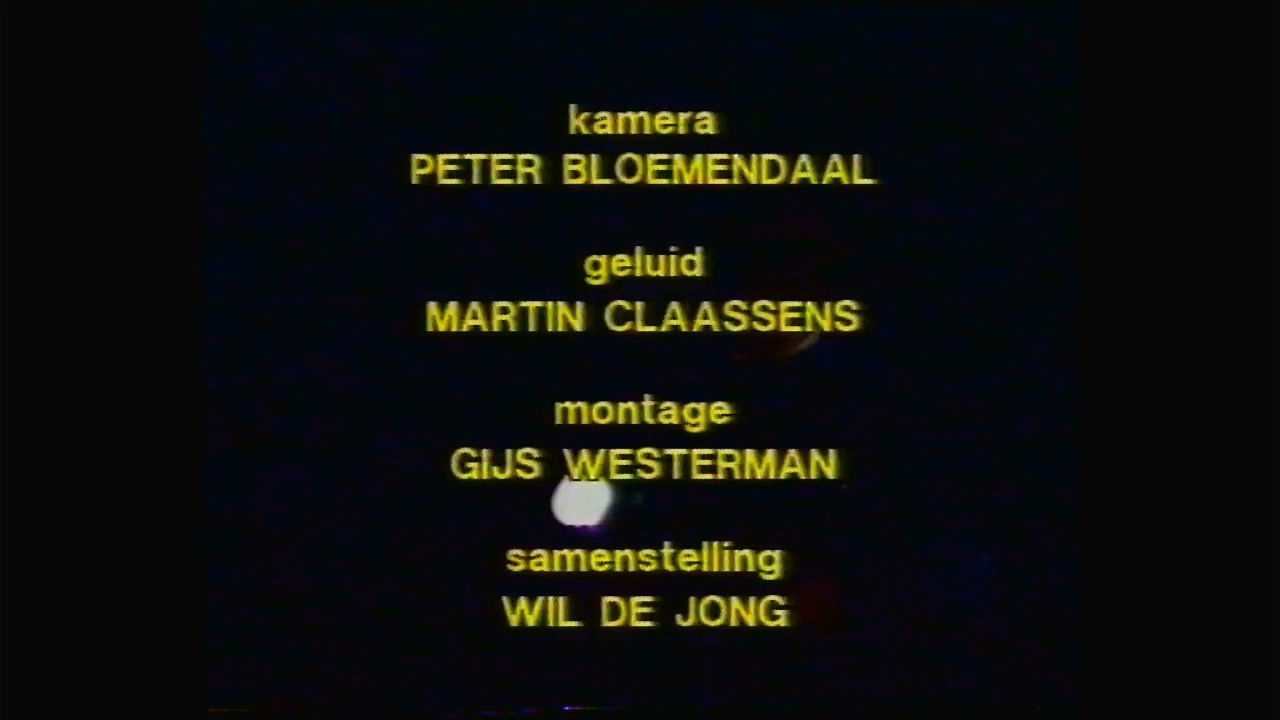 kamera
PETER BLOEMENDAAL
geluid
MARTIN CLAASSENS
montage
GIJS WESTERMAN
samenstelling
WIL DE JONG